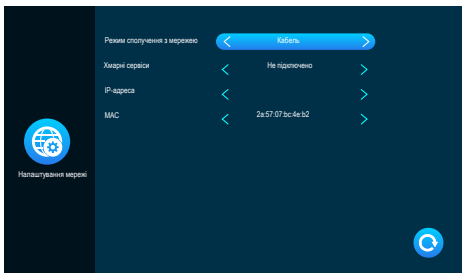 Режим сполучення з мережею
Кабель
Хмарні сервіси
Не підключено
IP-адреса
MAC
2a:57:07:bc:4e:b2
Налаштування мережі